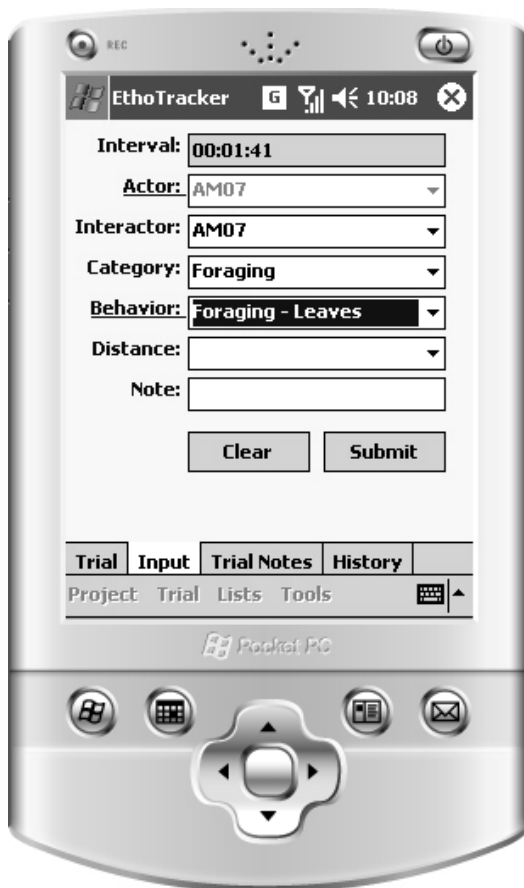 REC
EthoTracker G 10:08
Interval: 00:01:41
Actor: AM07
Interactor: AM07
Category: Foraging
Behavior: Foraging - Leaves
Distance:
Note:
Clear Submit
Trial Input Trial Notes History
Project Trial Lists Tools
Pocket PC